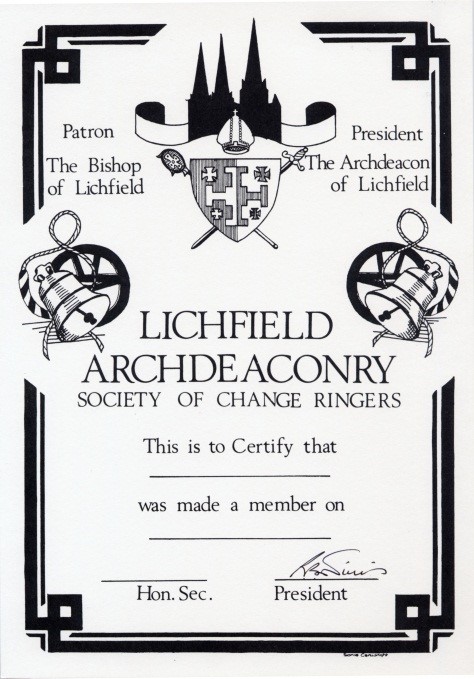 Patron
The Bishop
of Lichfield
President
The Archdeacon
of Lichfield
LICHFIELD
ARCHDEACONRY
SOCIETY OF CHANGE RINGERS
This is to Certify that
was made a member on
Hon. Sec.
President